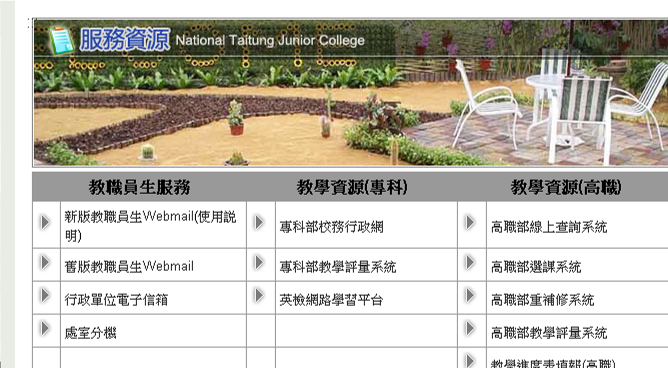 服務資源 National Taitung Junior College
教職員生服務 教學資源(專科) 教學資源(高職)
新版教職員生Webmail(使用說
明)
專科部校務行政網
高職部線上查詢系統
舊版教職員生Webmail
專科部教學評量系統
高職部選課系統
行政單位電子信箱
英檢網路學習平台
高職部重補修系統
處室分機
高職部教學評量系統
教學進度表填報(高職)